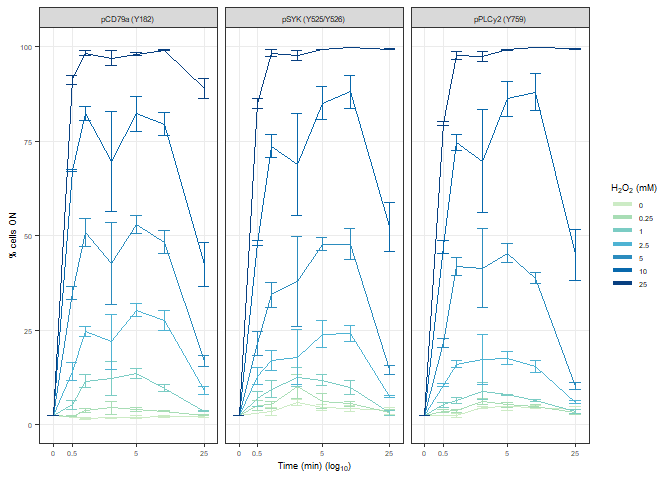 pCD79a (Y182)
pSYK (Y525/Y526)
pPLCy2 (Y759)
% cells ON
100
75
50
25
0
0 0.5 5 25
0 0.5 5 25
0 0.5 5 25
Time (min) (log₁₀)
H₂O₂ (mM)
0
0.25
1
2.5
5
10
25